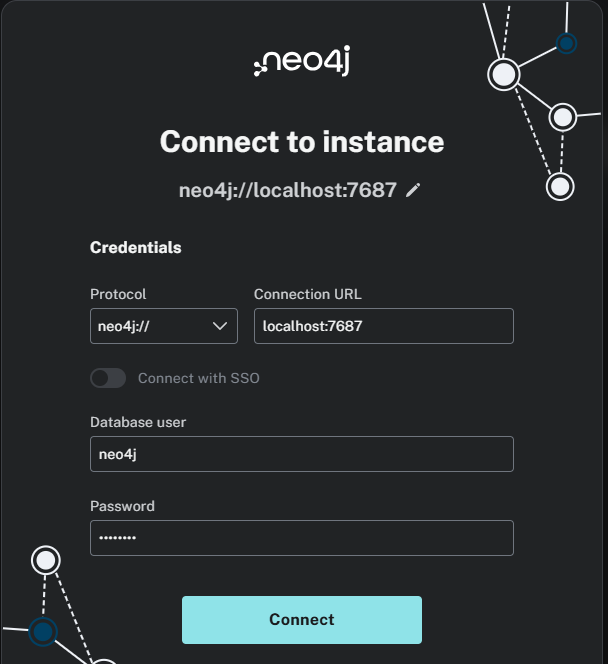 neo4j
Connect to instance
neo4j://localhost:7687
Credentials
Protocol
Connection URL
neo4j://
localhost:7687
Connect with SSO
Database user
neo4j
Password
••••••••
Connect